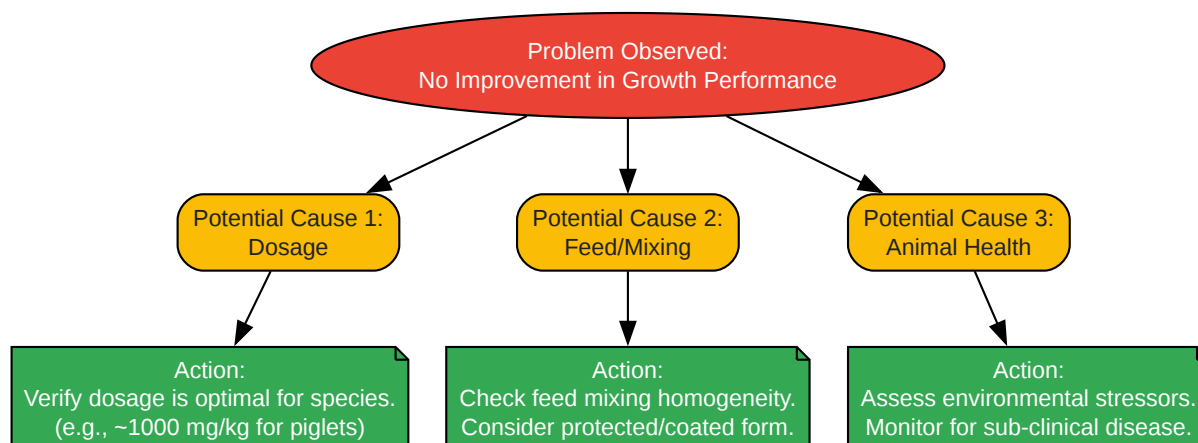 Problem Observed:
No Improvement in Growth Performance
Potential Cause 1:
Dosage
Potential Cause 2:
Feed/Mixing
Potential Cause 3:
Animal Health
Action:
Verify dosage is optimal for species.
(e.g., ~1000 mg/kg for piglets)
Action:
Check feed mixing homogeneity.
Consider protected/coated form.
Action:
Assess environmental stressors.
Monitor for sub-clinical disease.